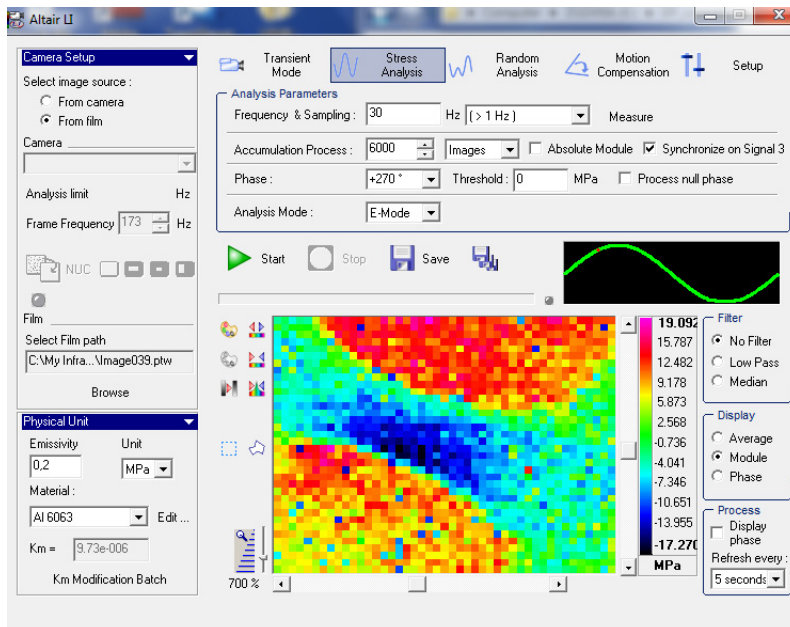 Altair LI
Camera Setup
Select image source :
From camera
From film
Camera
Analysis limit Hz
Frame Frequency 173 Hz
NUC
Film
Select Film path
C:\My Infra...\Image039.ptw
Browse
Physical Unit
Emissivity Unit
0,2 MPa
Material :
Al 6063 Edit ...
Km = 9.73e-006
Km Modification Batch
Transient Mode
Stress Analysis
Random Analysis
Motion Compensation
Setup
Analysis Parameters
Frequency & Sampling : 30 Hz ( > 1 Hz ) Measure
Accumulation Process : 6000 Images Absolute Module Synchronize on Signal 3
Phase : +270 ° Threshold : 0 MPa Process null phase
Analysis Mode : E-Mode
Start Stop Save
700 %
19.092
15.787
12.482
9.178
5.873
2.568
-0.736
-4.041
-7.346
-10.651
-13.955
-17.270
MPa
Filter
No Filter
Low Pass
Median
Display
Average
Module
Phase
Process
Display
phase
Refresh every :
5 seconds